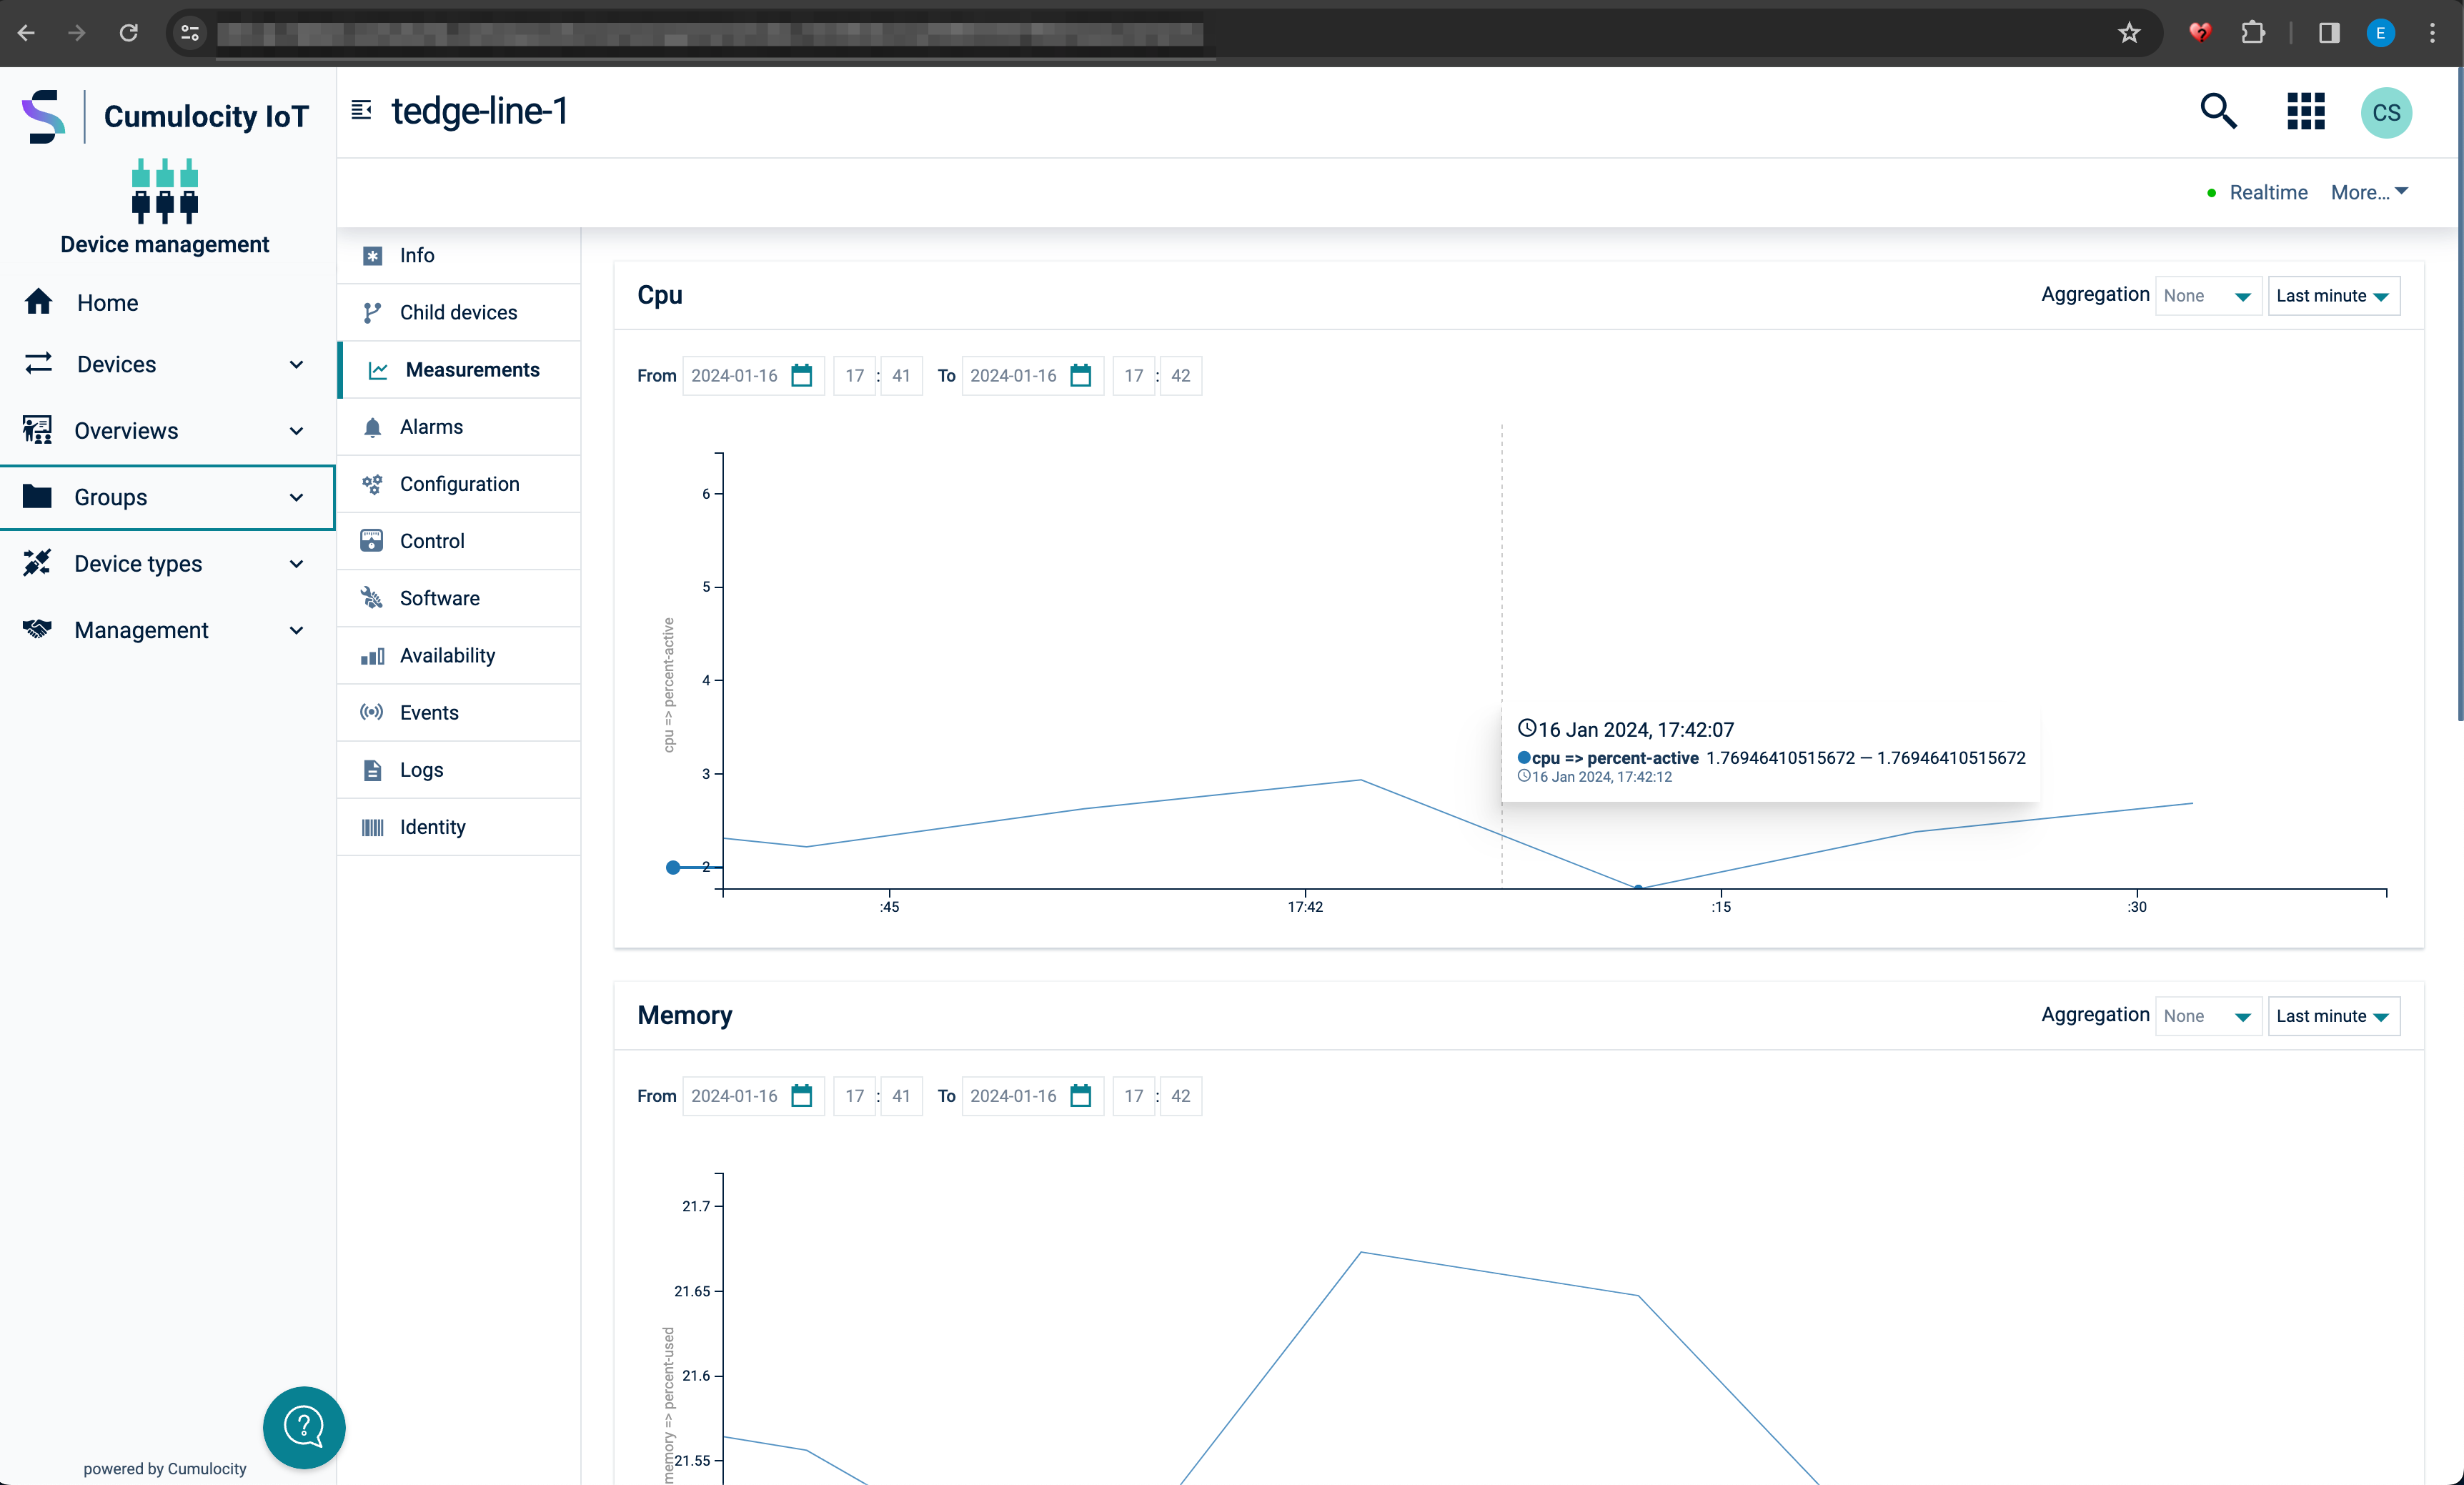 E
Cumulocity IoT
Device management
Home
Devices
Overviews
Groups
Device types
Management
powered by Cumulocity
tedge-line-1
CS
Realtime
More...
Info
Child devices
Measurements
Alarms
Configuration
Control
Software
Availability
Events
Logs
Identity
Cpu
Aggregation None Last minute
From 2024-01-16 17 : 41 To 2024-01-16 17 : 42
cpu => percent-active
6
5
4
3
2
16 Jan 2024, 17:42:07
cpu => percent-active 1.76946410515672 — 1.76946410515672
16 Jan 2024, 17:42:12
:45 17:42 :15 :30
Memory
Aggregation None Last minute
From 2024-01-16 17 : 41 To 2024-01-16 17 : 42
memory => percent-used
21.7
21.65
21.6
21.55